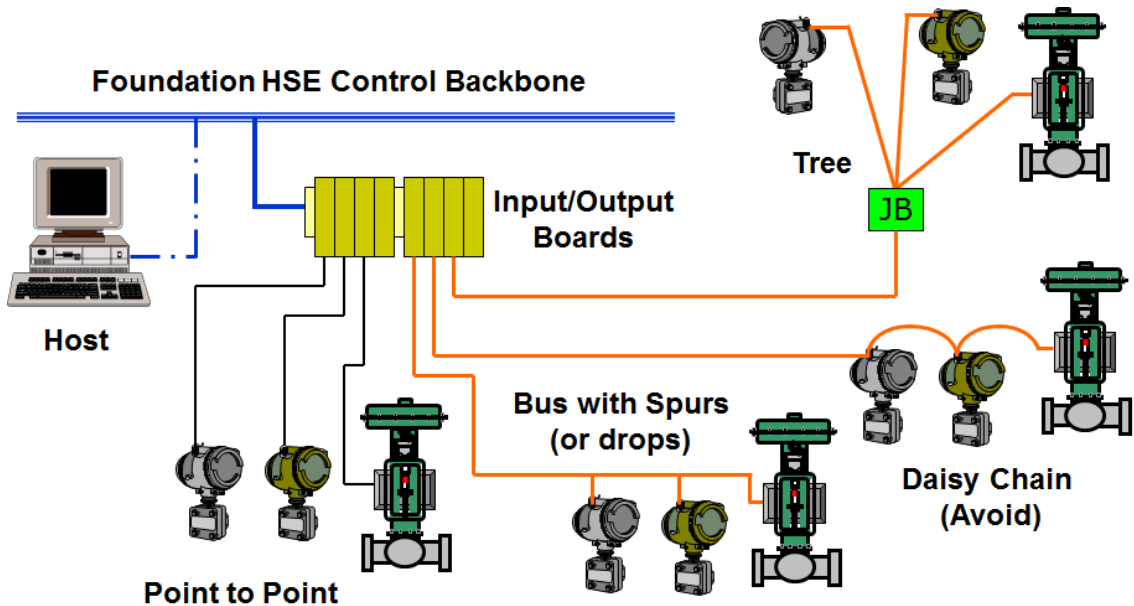 Foundation HSE Control Backbone
Tree
JB
Input/Output
Boards
Host
Bus with Spurs
(or drops)
Daisy Chain
(Avoid)
Point to Point